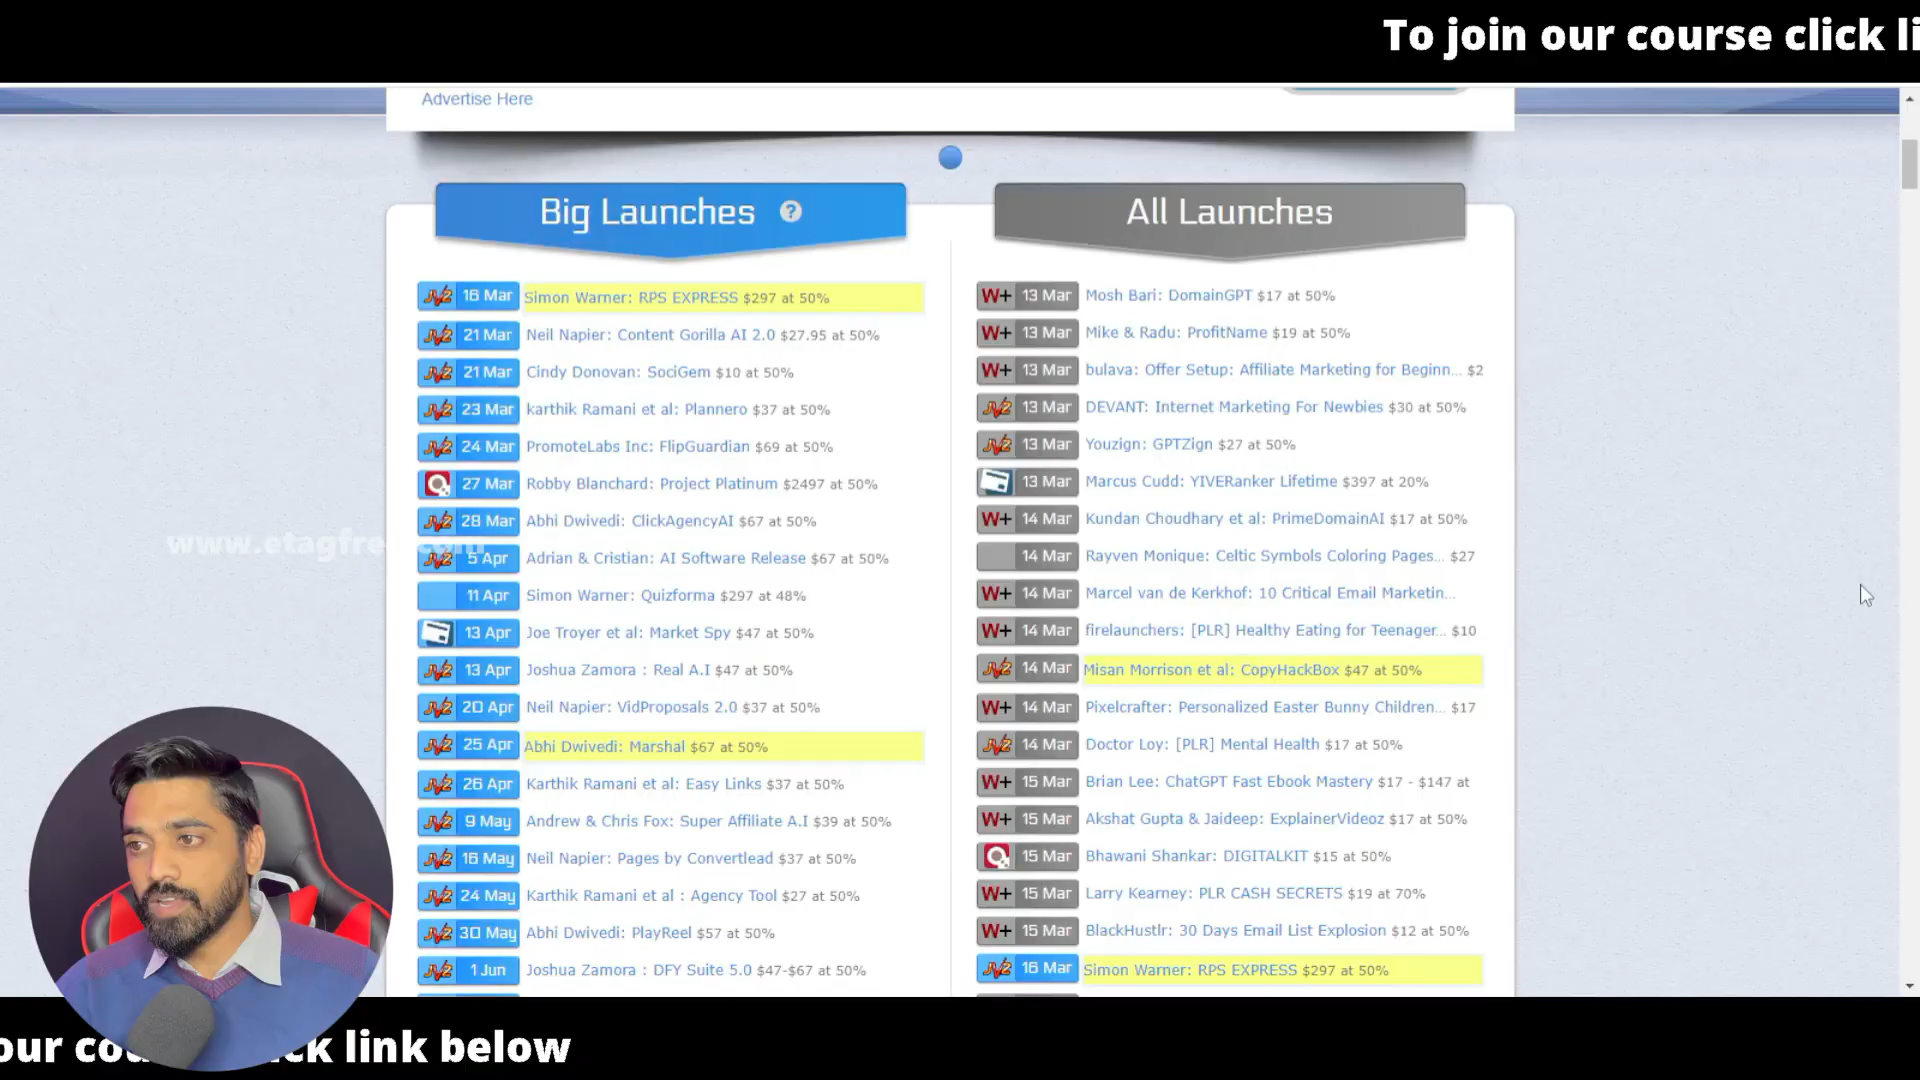 To join our course click li
Advertise Here
Big Launches ?
16 Mar Simon Warner: RPS EXPRESS $297 at 50%
21 Mar Neil Napier: Content Gorilla AI 2.0 $27.95 at 50%
21 Mar Cindy Donovan: SociGem $10 at 50%
23 Mar karthik Ramani et al: Plannero $37 at 50%
24 Mar PromoteLabs Inc: FlipGuardian $69 at 50%
27 Mar Robby Blanchard: Project Platinum $2497 at 50%
28 Mar Abhi Dwivedi: ClickAgencyAI $67 at 50%
5 Apr Adrian & Cristian: AI Software Release $67 at 50%
11 Apr Simon Warner: Quizforma $297 at 48%
13 Apr Joe Troyer et al: Market Spy $47 at 50%
13 Apr Joshua Zamora : Real A.I $47 at 50%
20 Apr Neil Napier: VidProposals 2.0 $37 at 50%
25 Apr Abhi Dwivedi: Marshal $67 at 50%
26 Apr Karthik Ramani et al: Easy Links $37 at 50%
9 May Andrew & Chris Fox: Super Affiliate A.I $39 at 50%
16 May Neil Napier: Pages by Convertlead $37 at 50%
24 May Karthik Ramani et al : Agency Tool $27 at 50%
30 May Abhi Dwivedi: PlayReel $57 at 50%
1 Jun Joshua Zamora : DFY Suite 5.0 $47-$67 at 50%
All Launches
W+ 13 Mar Mosh Bari: DomainGPT $17 at 50%
W+ 13 Mar Mike & Radu: ProfitName $19 at 50%
W+ 13 Mar bulava: Offer Setup: Affiliate Marketing for Beginn... $2
13 Mar DEVANT: Internet Marketing For Newbies $30 at 50%
13 Mar Youzign: GPTZign $27 at 50%
13 Mar Marcus Cudd: YIVERanker Lifetime $397 at 20%
W+ 14 Mar Kundan Choudhary et al: PrimeDomainAI $17 at 50%
14 Mar Rayven Monique: Celtic Symbols Coloring Pages... $27
W+ 14 Mar Marcel van de Kerkhof: 10 Critical Email Marketin...
W+ 14 Mar firelaunchers: [PLR] Healthy Eating for Teenager... $10
14 Mar Misan Morrison et al: CopyHackBox $47 at 50%
W+ 14 Mar Pixelcrafter: Personalized Easter Bunny Children... $17
14 Mar Doctor Loy: [PLR] Mental Health $17 at 50%
W+ 15 Mar Brian Lee: ChatGPT Fast Ebook Mastery $17 - $147 at
W+ 15 Mar Akshat Gupta & Jaideep: ExplainerVideoz $17 at 50%
15 Mar Bhawani Shankar: DIGITALKIT $15 at 50%
W+ 15 Mar Larry Kearney: PLR CASH SECRETS $19 at 70%
W+ 15 Mar BlackHustlr: 30 Days Email List Explosion $12 at 50%
16 Mar Simon Warner: RPS EXPRESS $297 at 50%
our link below